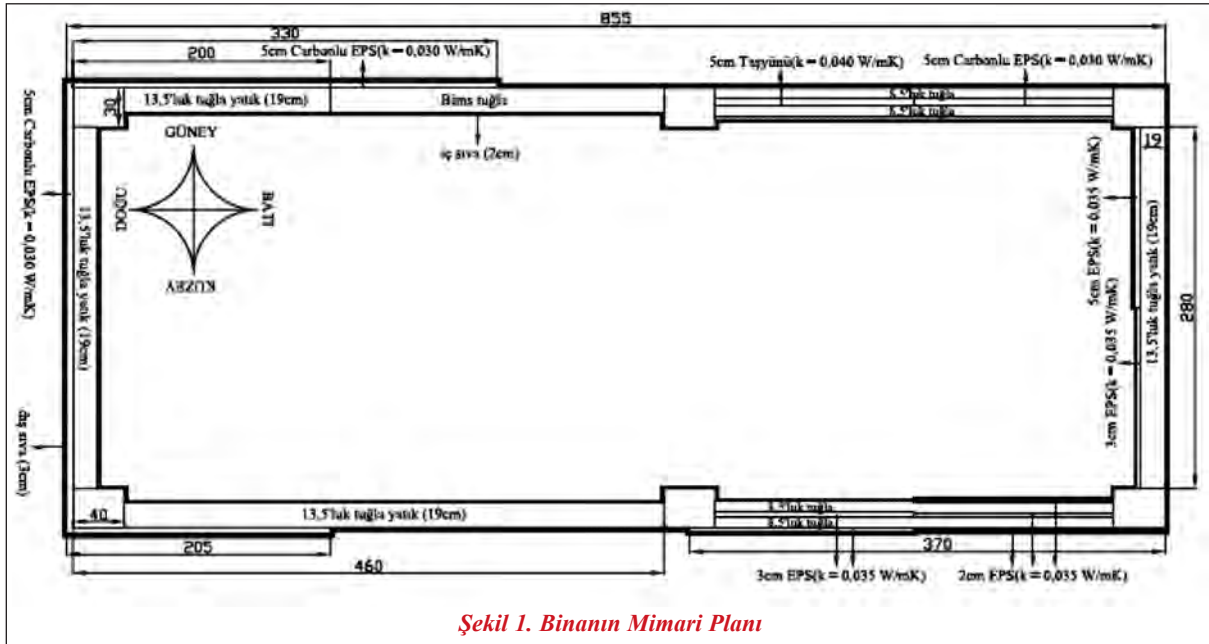 855
330
5cm Carbonlu EPS(k = 0,030 W/mK)
200
5cm Taşyünü(k = 0,040 W/mK)
5cm Carbonlu EPS(k = 0,030 W/mK)
13,5'luk tuğla yatık (19cm)
Bims tuğla
8,5'luk tuğla
8,5'luk tuğla
30
iç sıva (2cm)
GÜNEY
DOĞU
BATI
KUZEY
5cm Carbonlu EPS(k = 0,030 W/mK)
13,5'luk tuğla yatık (19cm)
dış sıva (3cm)
19
5cm EPS(k = 0,035 W/mK)
3cm EPS(k = 0,035 W/mK)
13,5'luk tuğla yatık (19cm)
280
40
13,5'luk tuğla yatık (19cm)
8,5'luk tuğla
8,5'luk tuğla
205
370
460
3cm EPS(k = 0,035 W/mK)
2cm EPS(k = 0,035 W/mK)
Şekil 1. Binanın Mimari Planı